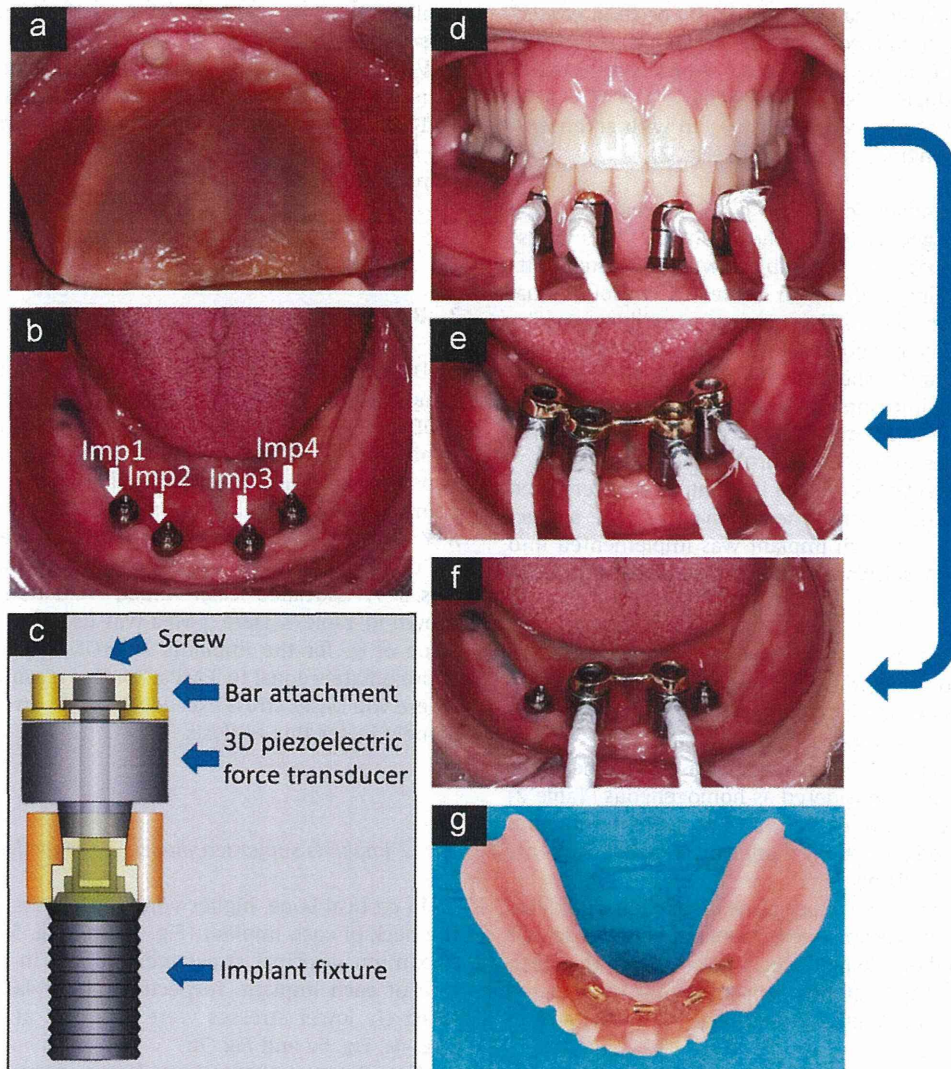 a
b
Imp1
Imp2
Imp3
Imp4
c
Screw
Bar attachment
3D piezoelectric
force transducer
Implant fixture
d
e
f
g